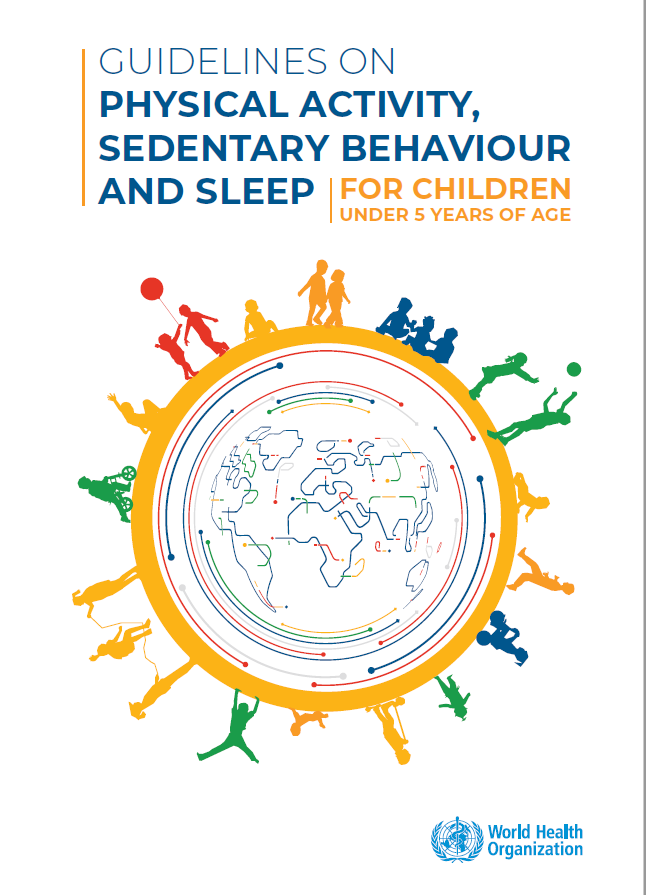 GUIDELINES ON
PHYSICAL ACTIVITY,
SEDENTARY BEHAVIOUR
AND SLEEP
FOR CHILDREN
UNDER 5 YEARS OF AGE
World Health
Organization